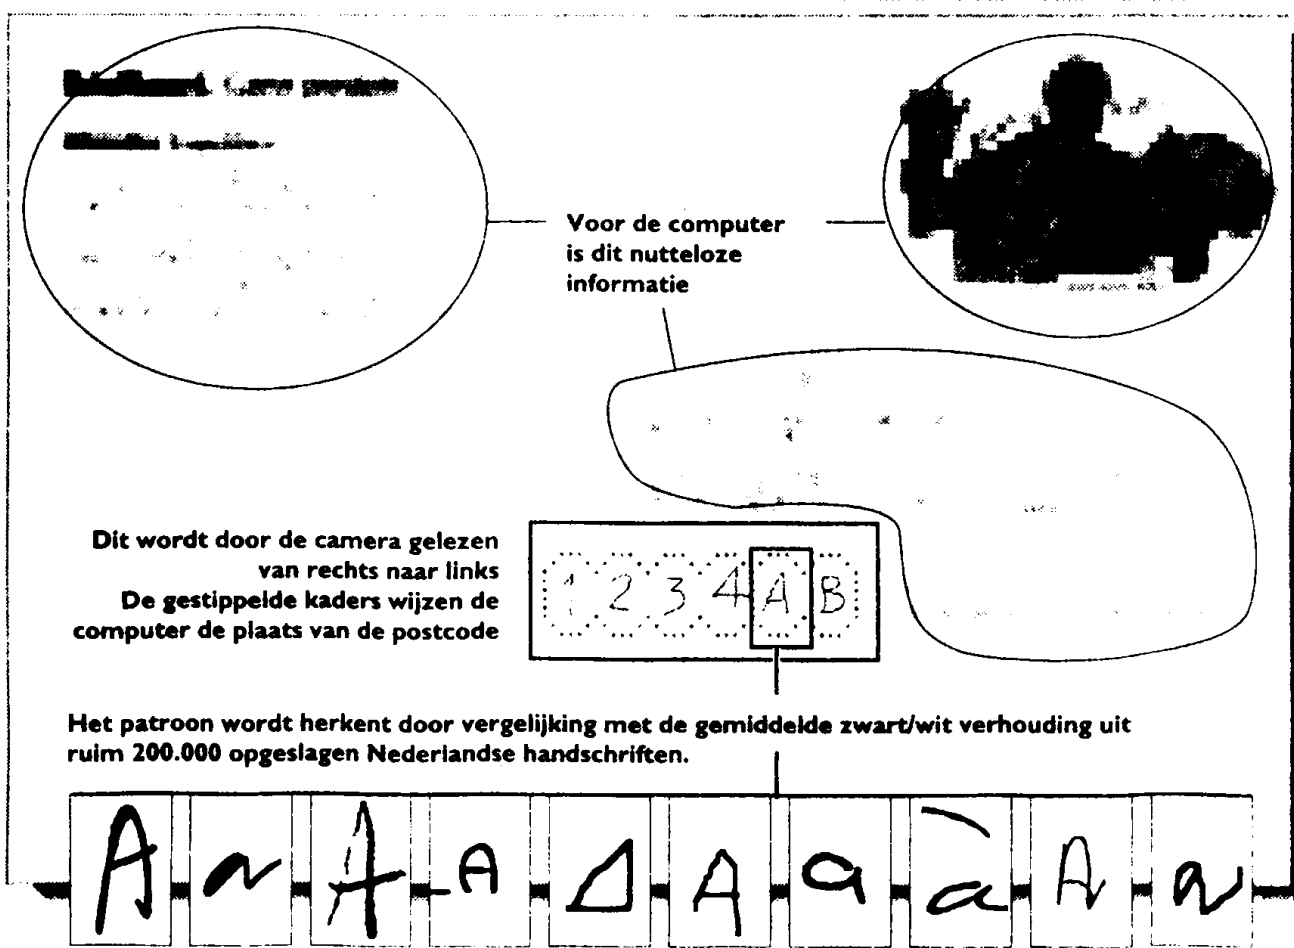 Voor de computer
is dit nutteloze
informatie
Dit wordt door de camera gelezen
van rechts naar links
De gestippelde kaders wijzen de
computer de plaats van de postcode
1 2 3 4 A B
Het patroon wordt herkent door vergelijking met de gemiddelde zwart/wit verhouding uit
ruim 200.000 opgeslagen Nederlandse handschriften.
A a A A A A a a A a